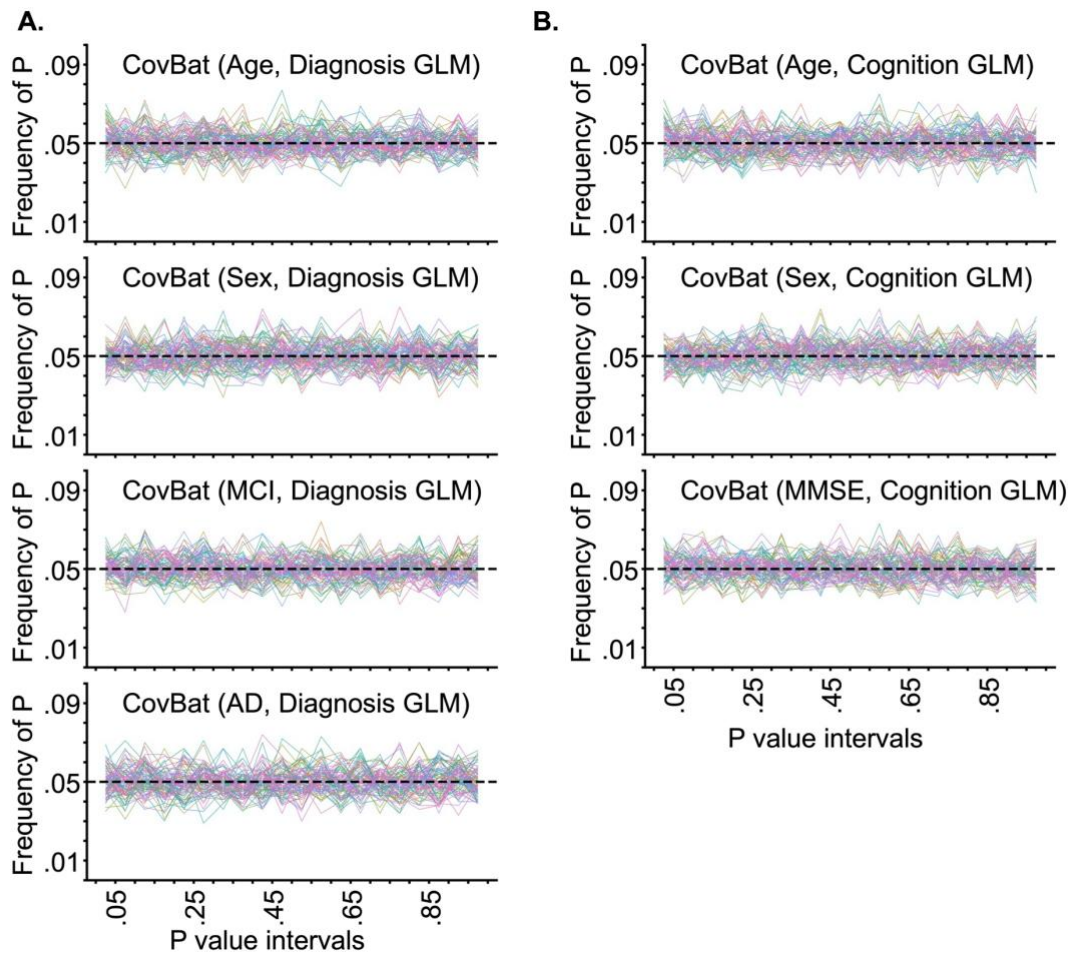 A.
CovBat (Age, Diagnosis GLM)
Frequency of P
.09
.05
.01
CovBat (Sex, Diagnosis GLM)
Frequency of P
.09
.05
.01
CovBat (MCI, Diagnosis GLM)
Frequency of P
.09
.05
.01
CovBat (AD, Diagnosis GLM)
Frequency of P
.09
.05
.01
.05 .25 .45 .65 .85
P value intervals
B.
CovBat (Age, Cognition GLM)
Frequency of P
.09
.05
.01
CovBat (Sex, Cognition GLM)
Frequency of P
.09
.05
.01
CovBat (MMSE, Cognition GLM)
Frequency of P
.09
.05
.01
.05 .25 .45 .65 .85
P value intervals